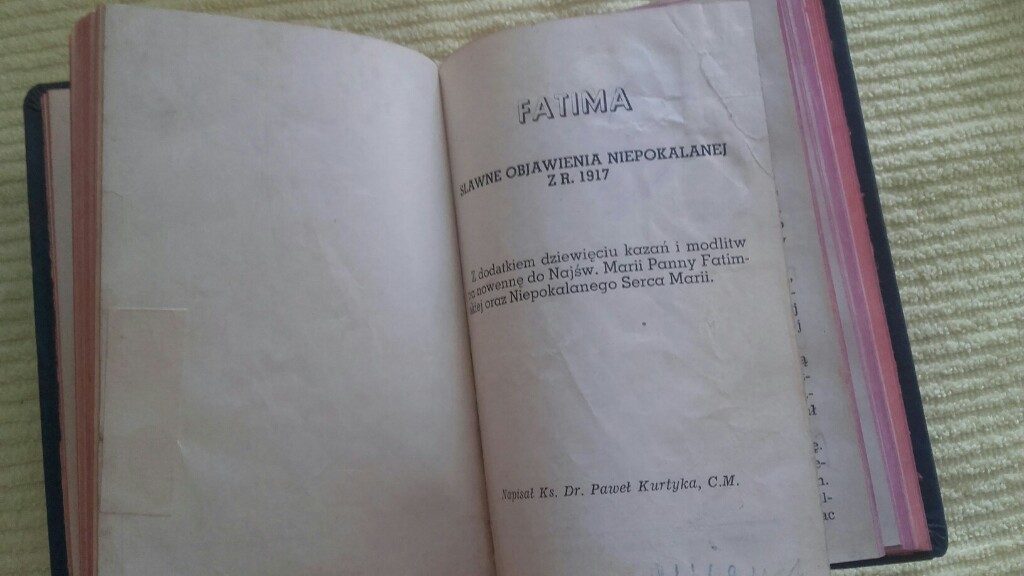 FATIMA
SŁAWNE OBJAWIENIA NIEPOKALANEJ
Z R. 1917
Z dodatkiem dziewięciu kazań i modlitw
na nowennę do Najśw. Marii Panny Fatim-
skiej oraz Niepokalanego Serca Marii.
Napisał Ks. Dr. Paweł Kurtyka, C.M.